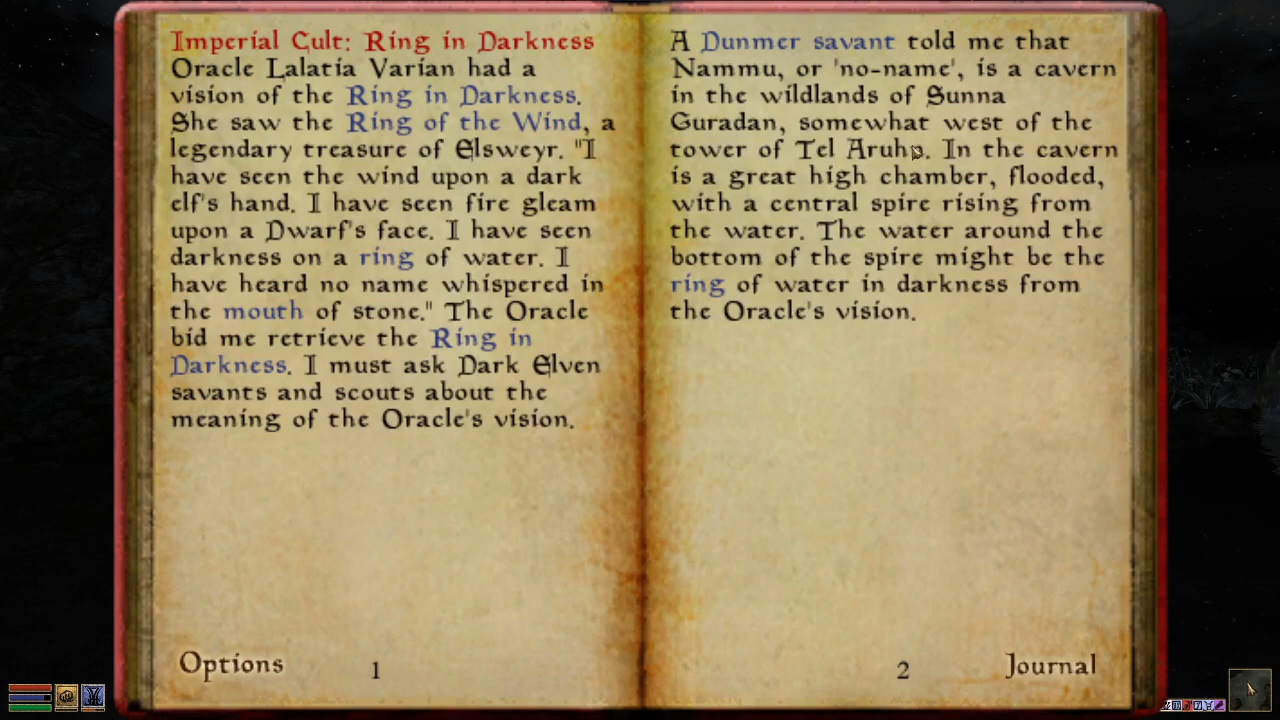 Imperial Cult: Ring in Darkness
Oracle Lalatia Varian had a
vision of the Ring in Darkness.
She saw the Ring of the Wind, a
legendary treasure of Elsweyr. "I
have seen the wind upon a dark
elf's hand. I have seen fire gleam
upon a Dwarf's face. I have seen
darkness on a ring of water. I
have heard no name whispered in
the mouth of stone." The Oracle
bid me retrieve the Ring in
Darkness. I must ask Dark Elven
savants and scouts about the
meaning of the Oracle's vision.
A Dunmer savant told me that
Nammu, or 'no-name', is a cavern
in the wildlands of Sunna
Guradan, somewhat west of the
tower of Tel Aruhn. In the cavern
is a great high chamber, flooded,
with a central spire rising from
the water. The water around the
bottom of the spire might be the
ring of water in darkness from
the Oracle's vision.
Options 1 2 Journal